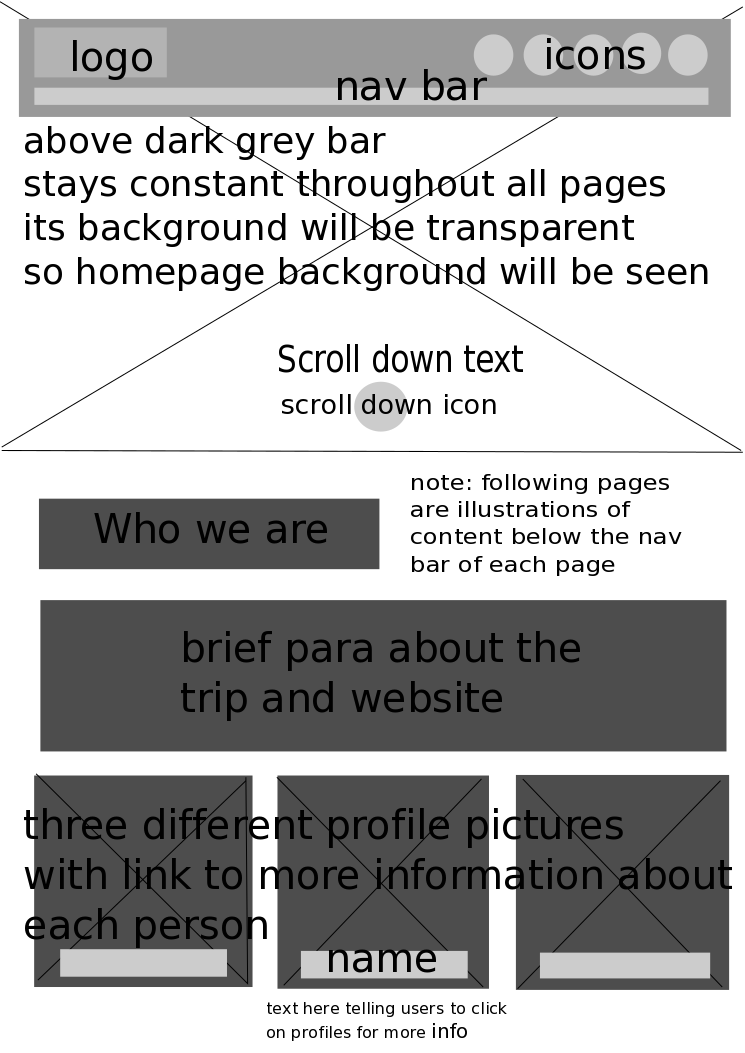 logo
icons
nav bar
above dark grey bar
stays constant throughout all pages
its background will be transparent
so homepage background will be seen
Scroll down text
scroll down icon
note: following pages
are illustrations of
content below the nav
bar of each page
Who we are
brief para about the
trip and website
three different profile pictures
with link to more information about
each person
name
text here telling users to click
on profiles for more info